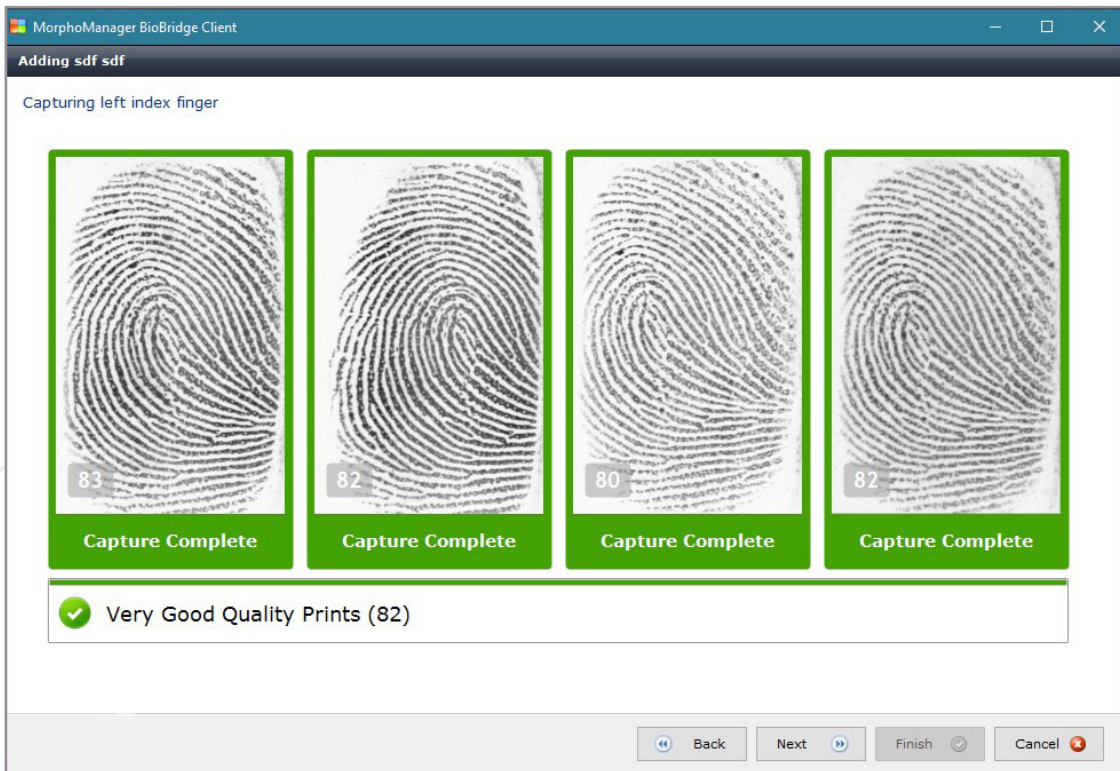 MorphoManager BioBridge Client
Adding sdf sdf
Capturing left index finger
83 82 80 82
Capture Complete Capture Complete Capture Complete Capture Complete
Very Good Quality Prints (82)
Back Next Finish Cancel